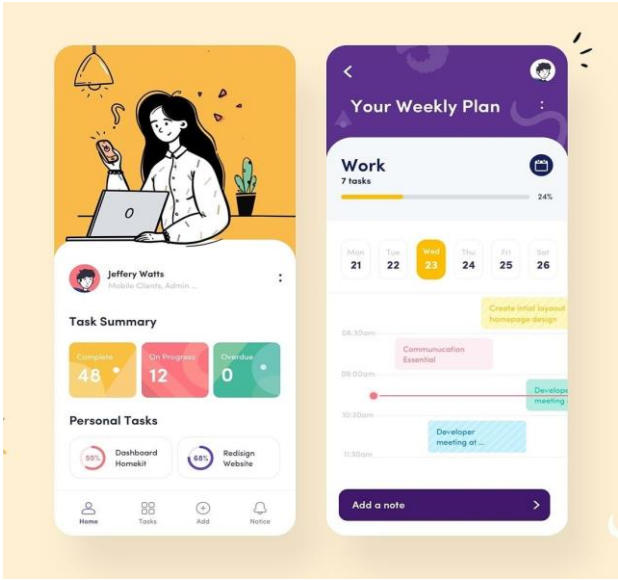 Jeffery Watts
Mobile Clients, Admin ...
Task Summary
Complete
48
On Progress
12
Overdue
0
Personal Tasks
55%
Dashboard
Homekit
68%
Redisign
Website
Home
Tasks
Add
Notice
Your Weekly Plan
Work
7 tasks
24%
Mon
21
Tue
22
Wed
23
Thu
24
Fri
25
Sat
26
Create intial layout
homepage design
08:30am
Communucation
Essential
09:00am
Develope
meeting
10:30am
Developer
meeting at ...
11:30am
Add a note